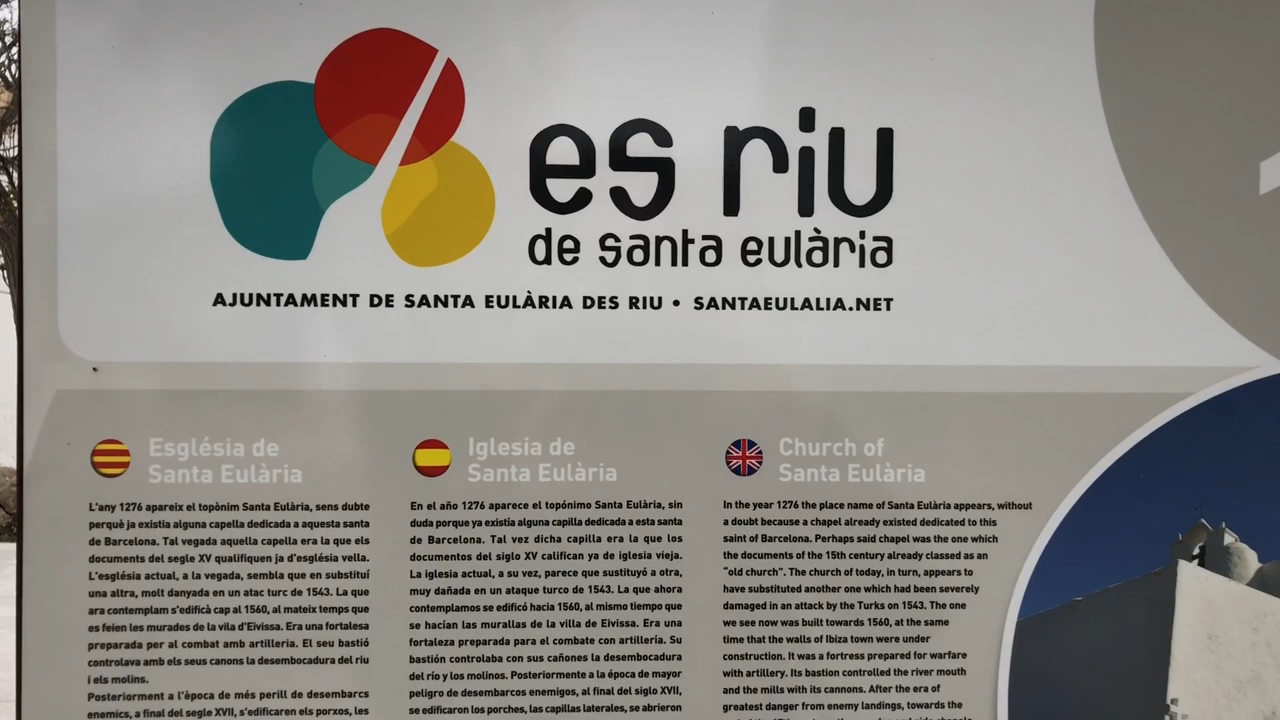 es riu
de santa eulària
AJUNTAMENT DE SANTA EULÀRIA DES RIU • SANTAEULALIA.NET
Església de
Santa Eulària
L'any 1276 apareix el topònim Santa Eulària, sens dubte
perquè ja existia alguna capella dedicada a aquesta santa
de Barcelona. Tal vegada aquella capella era la que els
documents del segle XV qualifiquen ja d'església vella.
L'església actual, a la vegada, sembla que en substituí
una altra, molt danyada en un atac turc de 1543. La que
ara contemplam s'edificà cap al 1560, al mateix temps que
es feien les murades de la vila d'Eivissa. Era una fortalesa
preparada per al combat amb artilleria. El seu bastió
controlava amb els seus canons la desembocadura del riu
i els molins.
Posteriorment a l'època de més perill de desembarcs
enemics, a final del segle XVII, s'edificaren els porxos, les
Iglesia de
Santa Eulària
En el año 1276 aparece el topónimo Santa Eulària, sin
duda porque ya existía alguna capilla dedicada a esta santa
de Barcelona. Tal vez dicha capilla era la que los
documentos del siglo XV califican ya de iglesia vieja.
La iglesia actual, a su vez, parece que sustituyó a otra,
muy dañada en un ataque turco de 1543. La que ahora
contemplamos se edificó hacia 1560, al mismo tiempo que
se hacían las murallas de la villa de Eivissa. Era una
fortaleza preparada para el combate con artillería. Su
bastión controlaba con sus cañones la desembocadura
del río y los molinos. Posteriormente a la época de mayor
peligro de desembarcos enemigos, al final del siglo XVII,
se edificaron los porches, las capillas laterales, se abrieron
Church of
Santa Eulària
In the year 1276 the place name of Santa Eulària appears, without
a doubt because a chapel already existed dedicated to this
saint of Barcelona. Perhaps said chapel was the one which
the documents of the 15th century already classed as an
"old church". The church of today, in turn, appears to
have substituted another one which had been severely
damaged in an attack by the Turks on 1543. The one
we see now was built towards 1560, at the same
time that the walls of Ibiza town were under
construction. It was a fortress prepared for warfare
with artillery. Its bastion controlled the river mouth
and the mills with its cannons. After the era of
greatest danger from enemy landings, towards the